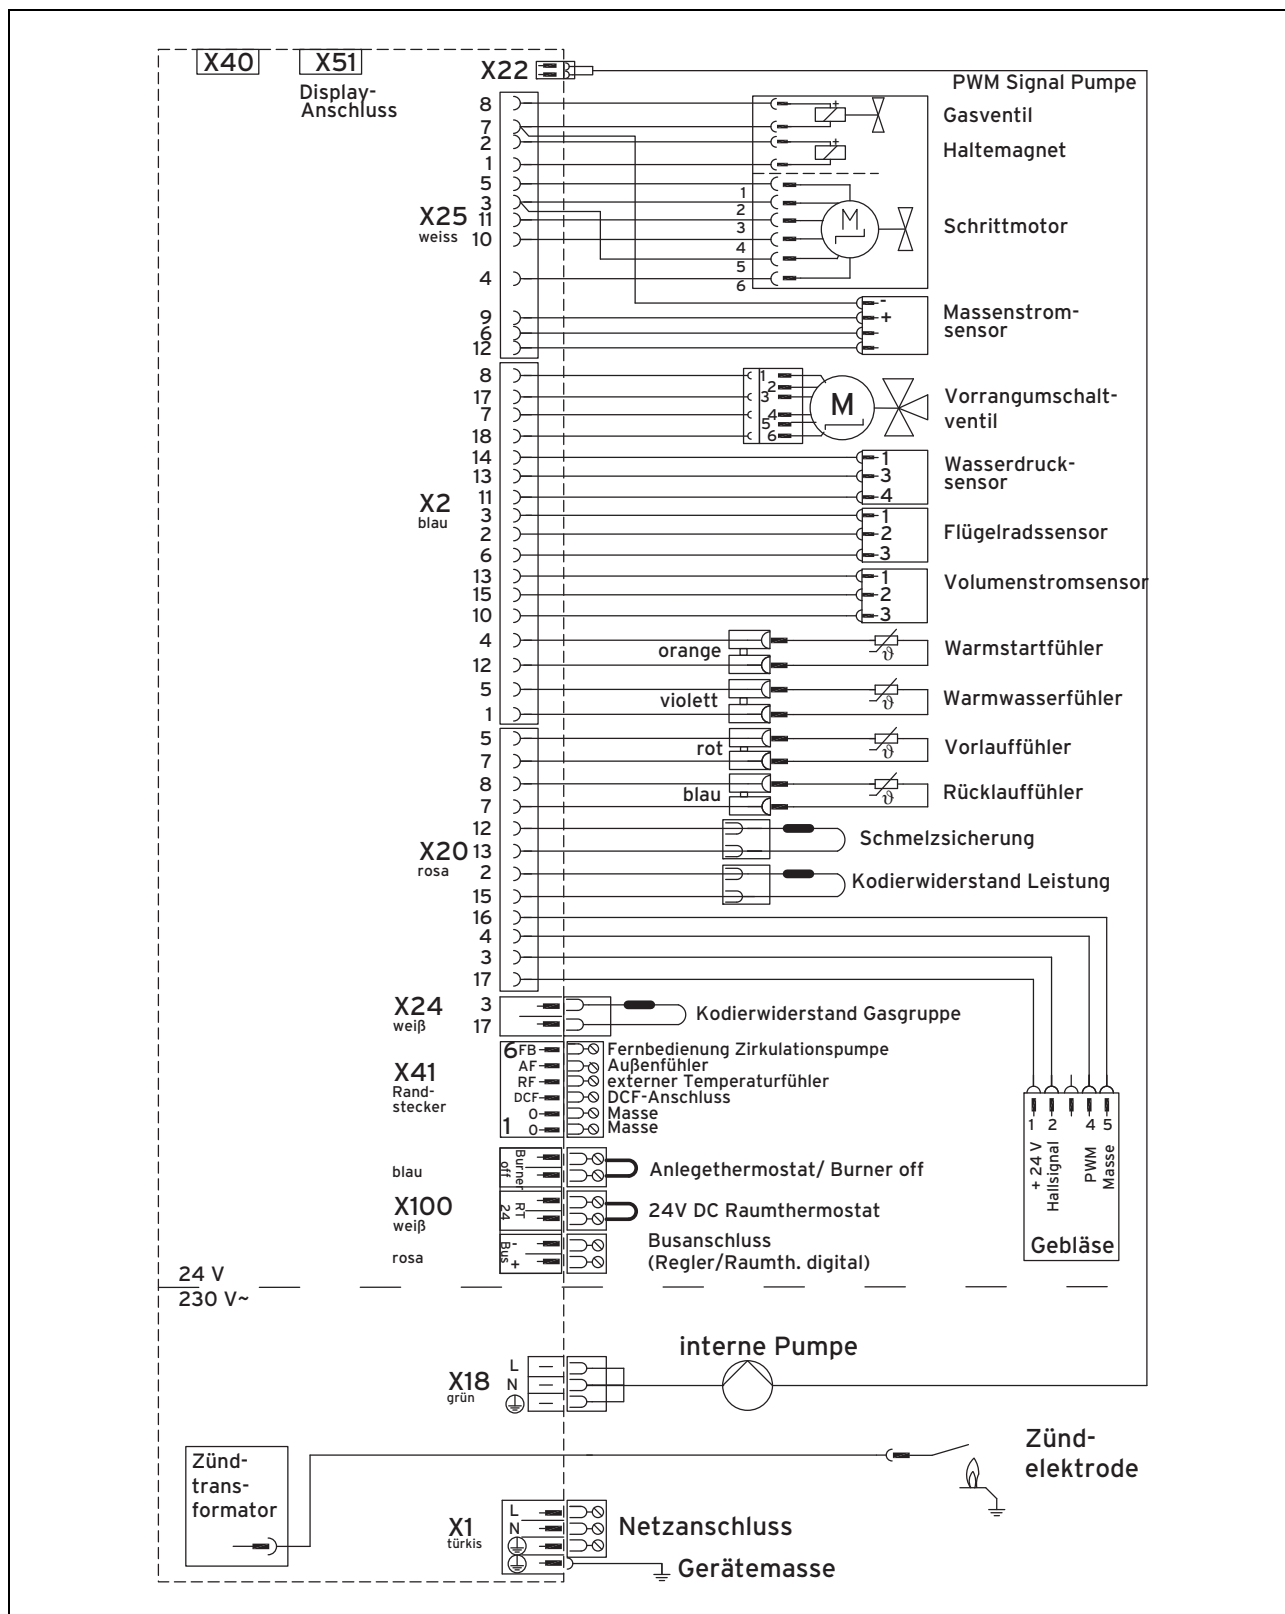 X40
X51
Display-
Anschluss
X22
PWM Signal Pumpe
X25
weiss
8
7
2
1
5
3
11
10
4
9
6
12
+
Gasventil
+
Haltemagnet
1
2
3
4
5
6
M
Schrittmotor
-
+
Massenstrom-
sensor
X2
blau
8
17
7
18
14
13
11
3
2
6
13
15
10
4
12
5
1
1
2
3
4
5
6
M
Vorrangumschalt-
ventil
1
3
4
Wasserdruck-
sensor
1
2
3
Flügelradssensor
1
2
3
Volumenstromsensor
orange
ϑ
Warmstartfühler
violett
ϑ
Warmwasserfühler
X20
rosa
5
7
8
7
12
13
2
15
16
4
3
17
rot
ϑ
Vorlauffühler
blau
ϑ
Rücklauffühler
Schmelzsicherung
Kodierwiderstand Leistung
X24
weiß
3
17
Kodierwiderstand Gasgruppe
X41
Rand-
stecker
6 FB
Fernbedienung Zirkulationspumpe
AF
Außenfühler
RF
externer Temperaturfühler
DCF
DCF-Anschluss
0
Masse
1 0
Masse
blau
Burner
off
Anlegethermostat/ Burner off
X100
weiß
RT
24
24V DC Raumthermostat
rosa
Bus
- +
Busanschluss
(Regler/Raumth. digital)
1 2 4 5
+ 24 V
Hallsignal
PWM
Masse
Gebläse
24 V
230 V~
X18
grün
L
N
interne Pumpe
Zünd-
trans-
formator
Zünd-
elektrode
X1
türkis
L
N
Netzanschluss
Gerätemasse